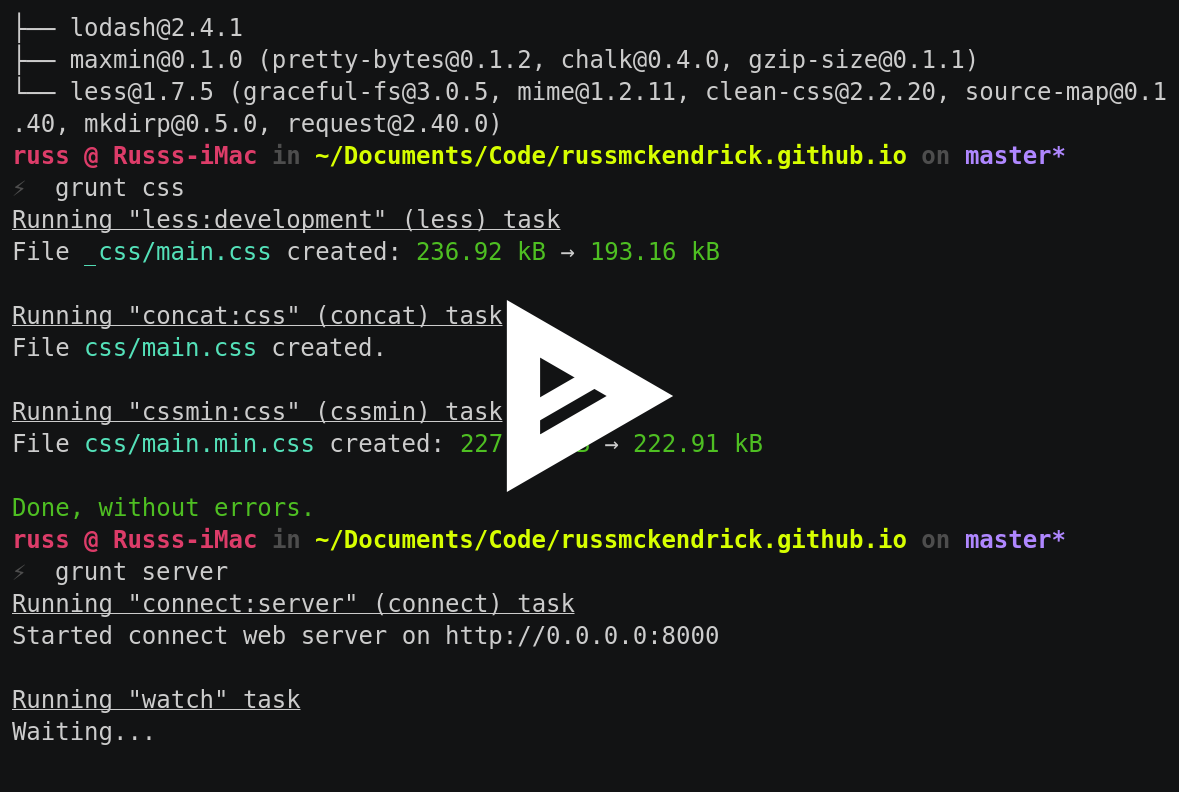 ├── lodash@2.4.1
├── maxmin@0.1.0 (pretty-bytes@0.1.2, chalk@0.4.0, gzip-size@0.1.1)
└── less@1.7.5 (graceful-fs@3.0.5, mime@1.2.11, clean-css@2.2.20, source-map@0.1
.40, mkdirp@0.5.0, request@2.40.0)
russ @ Russs-iMac in ~/Documents/Code/russmckendrick.github.io on master*
⚡ grunt css
Running "less:development" (less) task
File _css/main.css created: 236.92 kB → 193.16 kB
Running "concat:css" (concat) task
File css/main.css created.
Running "cssmin:css" (cssmin) task
File css/main.min.css created: 227 → 222.91 kB
Done, without errors.
russ @ Russs-iMac in ~/Documents/Code/russmckendrick.github.io on master*
⚡ grunt server
Running "connect:server" (connect) task
Started connect web server on http://0.0.0.0:8000
Running "watch" task
Waiting...